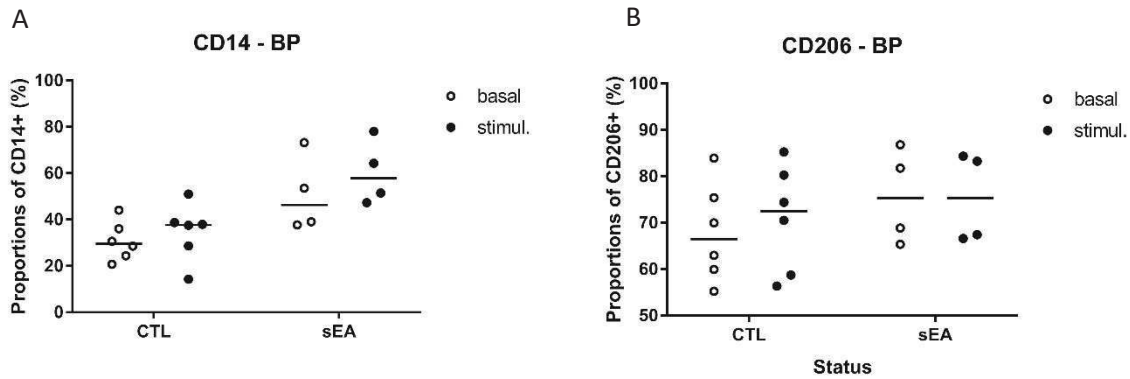 A
CD14 - BP
Proportions of CD14+ (%)
100
80
60
40
20
0
CTL
sEA
basal
stimul.
B
CD206 - BP
Proportions of CD206+ (%)
100
90
80
70
60
50
CTL
sEA
Status
basal
stimul.